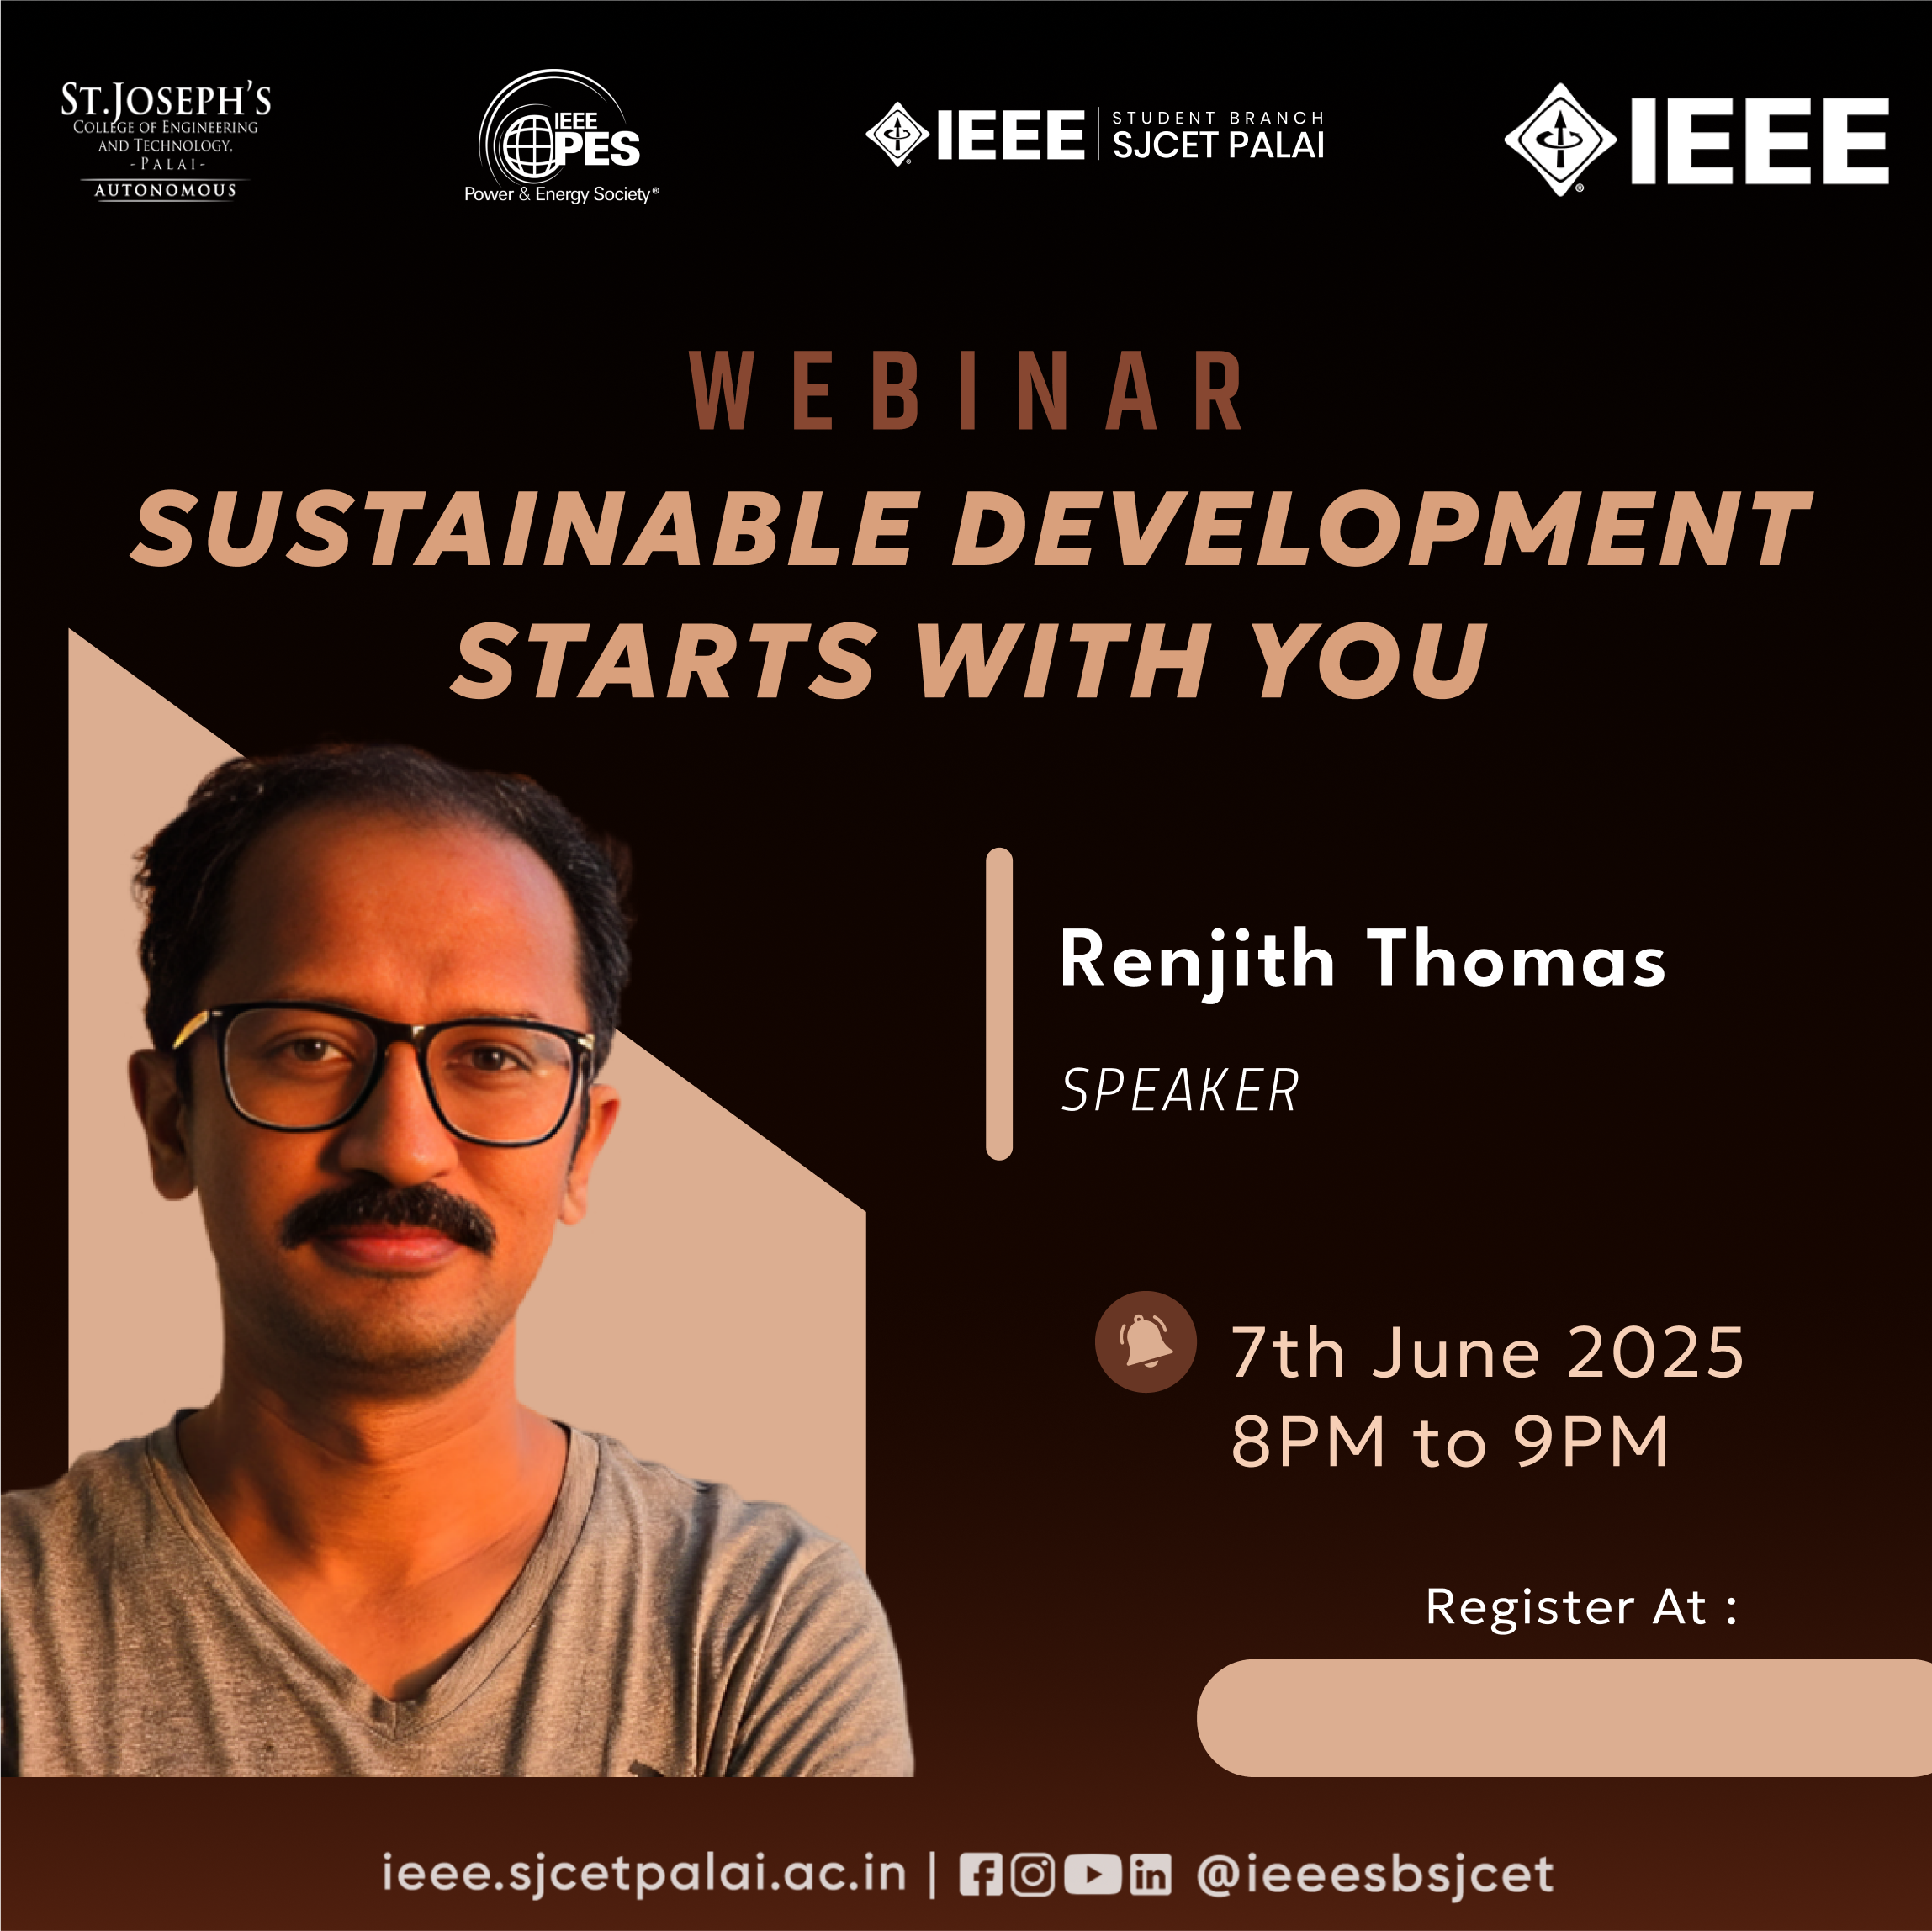 ST.JOSEPH'S
COLLEGE OF ENGINEERING
AND TECHNOLOGY,
- PALAI -
AUTONOMOUS
IEEE
PES
Power & Energy Society®
IEEE | STUDENT BRANCH
SJCET PALAI
®
IEEE
®
WEBINAR
SUSTAINABLE DEVELOPMENT
STARTS WITH YOU
Renjith Thomas
SPEAKER
7th June 2025
8PM to 9PM
Register At :
ieee.sjcetpalai.ac.in | @ieeesbsjcet